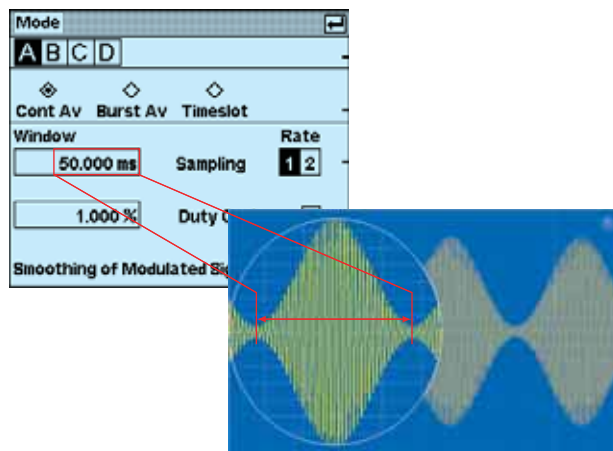 Mode
A B C D
Cont Av Burst Av Timeslot
Window Rate
50.000 ms Sampling 1 2
1.000 % Duty
Smoothing of Modulated